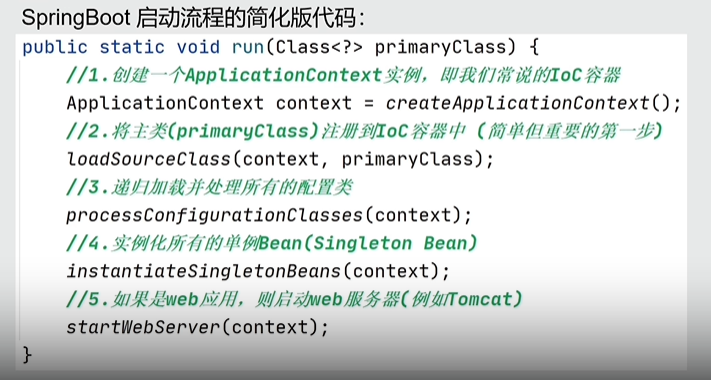 SpringBoot 启动流程的简化版代码：
public static void run(Class<?> primaryClass) {
//1.创建一个ApplicationContext实例，即我们常说的IoC容器
ApplicationContext context = createApplicationContext();
//2.将主类(primaryClass)注册到IoC容器中 (简单但重要的第一步)
loadSourceClass(context, primaryClass);
//3.递归加载并处理所有的配置类
processConfigurationClasses(context);
//4.实例化所有的单例Bean(Singleton Bean)
instantiateSingletonBeans(context);
//5.如果是web应用，则启动web服务器(例如Tomcat)
startWebServer(context);
}